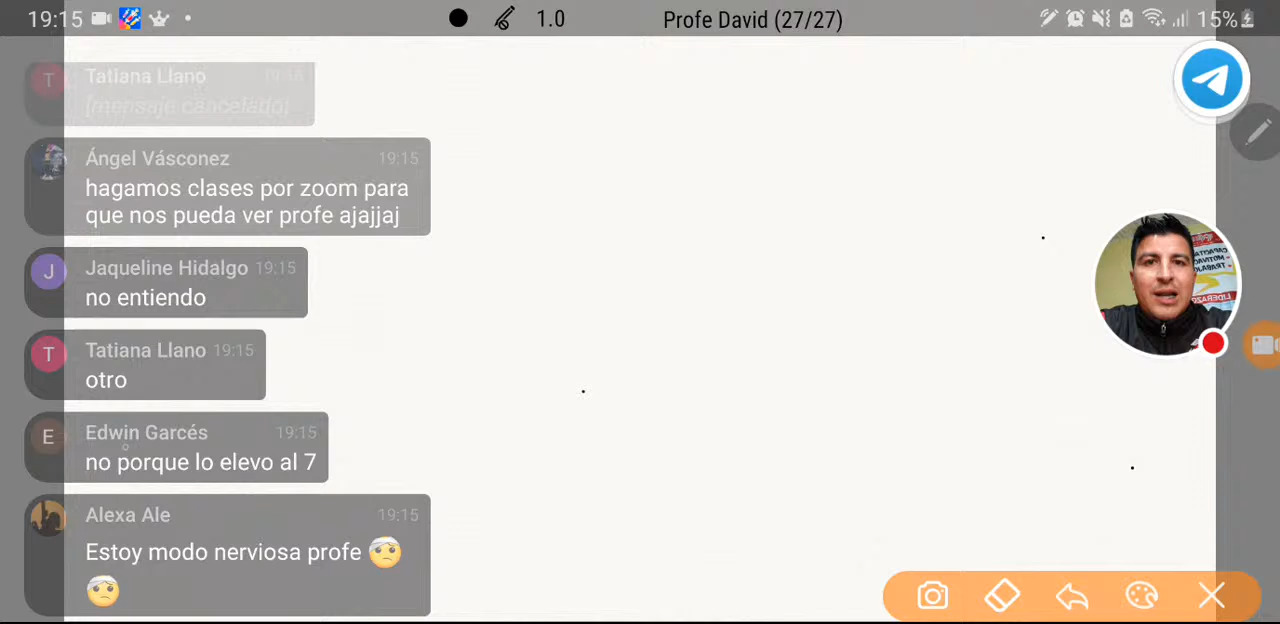 19:15
1.0
Profe David (27/27)
15%
Tatiana Llano 19:15
[mensaje cancelado]
Ángel Vásconez 19:15
hagamos clases por zoom para
que nos pueda ver profe ajajjaj
J
Jaqueline Hidalgo 19:15
no entiendo
T
Tatiana Llano 19:15
otro
E
Edwin Garcés 19:15
no porque lo elevo al 7
Alexa Ale 19:15
Estoy modo nerviosa profe 🤕
🤕
T
LIDERAZGO